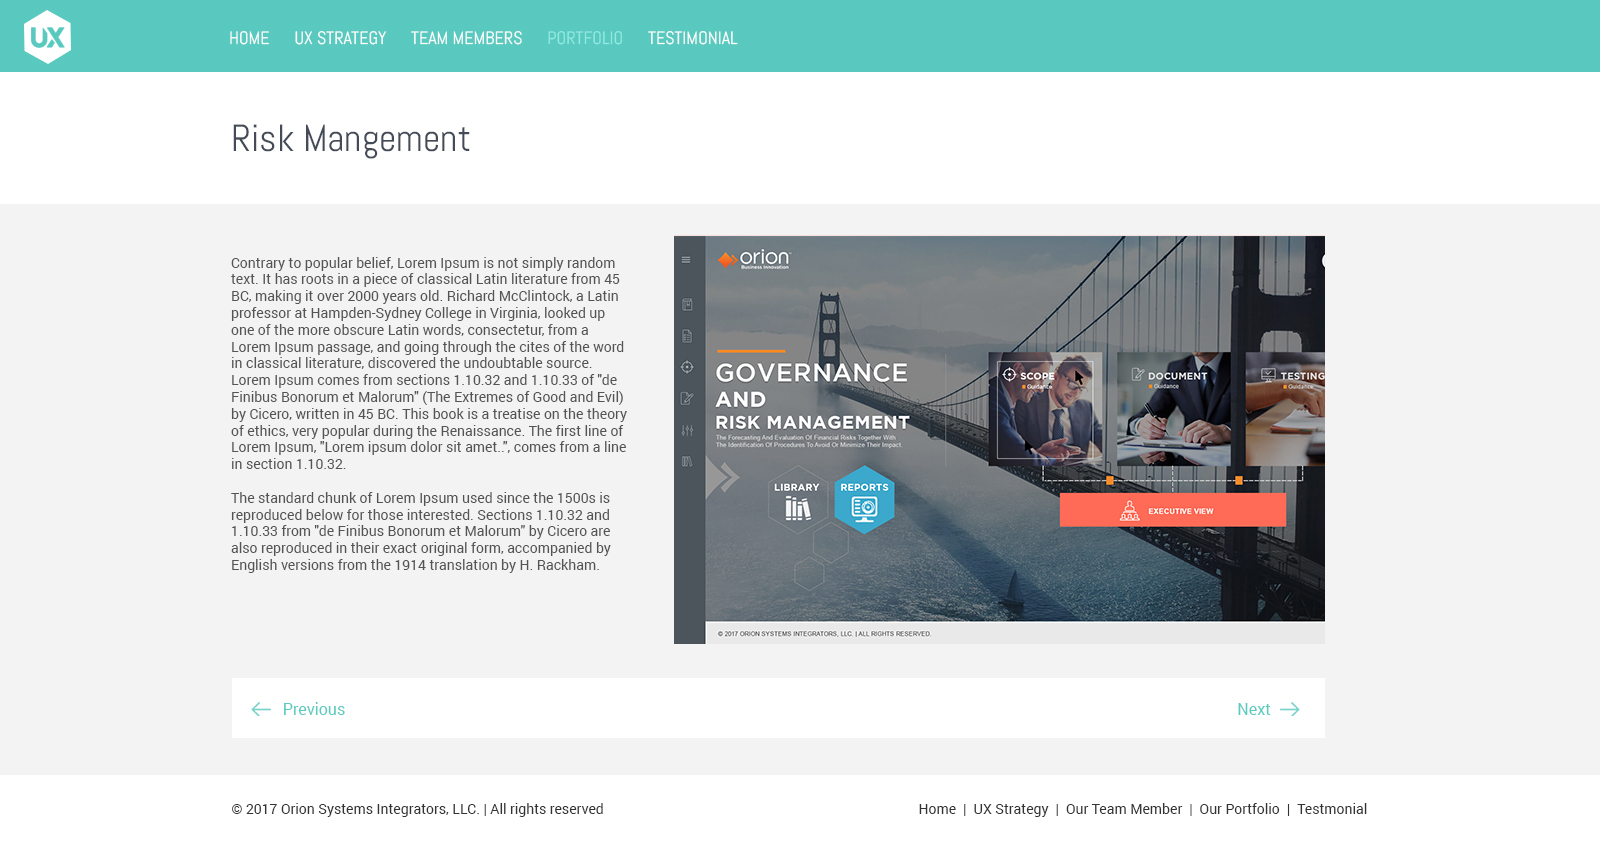 UX
HOME UX STRATEGY TEAM MEMBERS PORTFOLIO TESTIMONIAL
Risk Mangement
Contrary to popular belief, Lorem Ipsum is not simply random
text. It has roots in a piece of classical Latin literature from 45
BC, making it over 2000 years old. Richard McClintock, a Latin
professor at Hampden-Sydney College in Virginia, looked up
one of the more obscure Latin words, consectetur, from a
Lorem Ipsum passage, and going through the cites of the word
in classical literature, discovered the undoubtable source.
Lorem Ipsum comes from sections 1.10.32 and 1.10.33 of "de
Finibus Bonorum et Malorum" (The Extremes of Good and Evil)
by Cicero, written in 45 BC. This book is a treatise on the theory
of ethics, very popular during the Renaissance. The first line of
Lorem Ipsum, "Lorem ipsum dolor sit amet..", comes from a line
in section 1.10.32.
The standard chunk of Lorem Ipsum used since the 1500s is
reproduced below for those interested. Sections 1.10.32 and
1.10.33 from "de Finibus Bonorum et Malorum" by Cicero are
also reproduced in their exact original form, accompanied by
English versions from the 1914 translation by H. Rackham.
orion
Business Innovation
GOVERNANCE
AND
RISK MANAGEMENT
The Forecasting And Evaluation Of Financial Risks Together With
The Identification Of Procedures To Avoid Or Minimize Their Impact.
LIBRARY REPORTS
SCOPE
Guidance
DOCUMENT
Guidance
TESTING
Guidance
EXECUTIVE VIEW
© 2017 ORION SYSTEMS INTEGRATORS, LLC. | ALL RIGHTS RESERVED.
Previous Next
© 2017 Orion Systems Integrators, LLC. | All rights reserved
Home | UX Strategy | Our Team Member | Our Portfolio | Testmonial